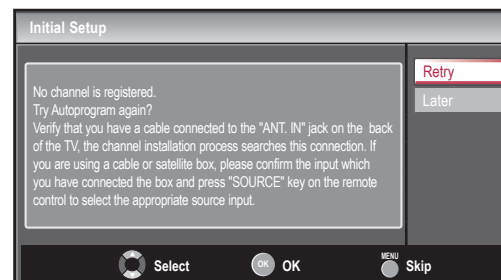 Initial Setup
No channel is registered.
Try Autoprogram again?
Verify that you have a cable connected to the "ANT. IN" jack on the back
of the TV, the channel installation process searches this connection. If
you are using a cable or satellite box, please confirm the input which
you have connected the box and press "SOURCE" key on the remote
control to select the appropriate source input.
Retry
Later
Select
OK OK
MENU Skip